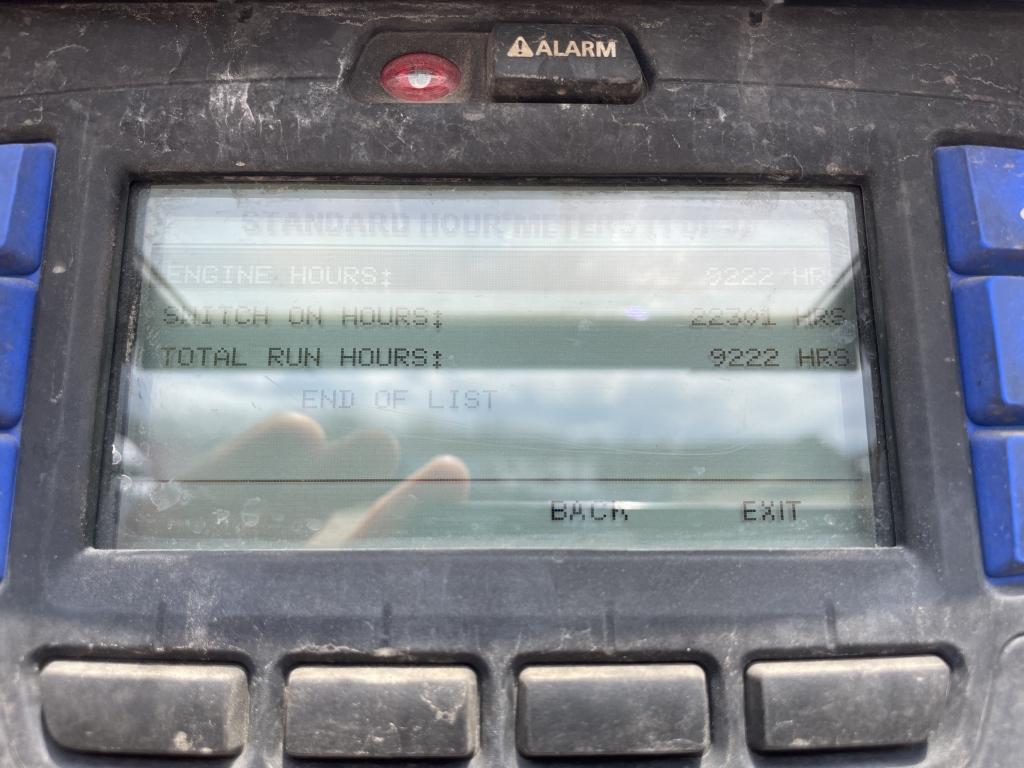 ALARM
STANDARD HOUR METERS (1 OF
ENGINE HOURS: 9222 HRS
SWITCH ON HOURS: 22301 HRS
TOTAL RUN HOURS: 9222 HRS
END OF LIST
BACK EXIT